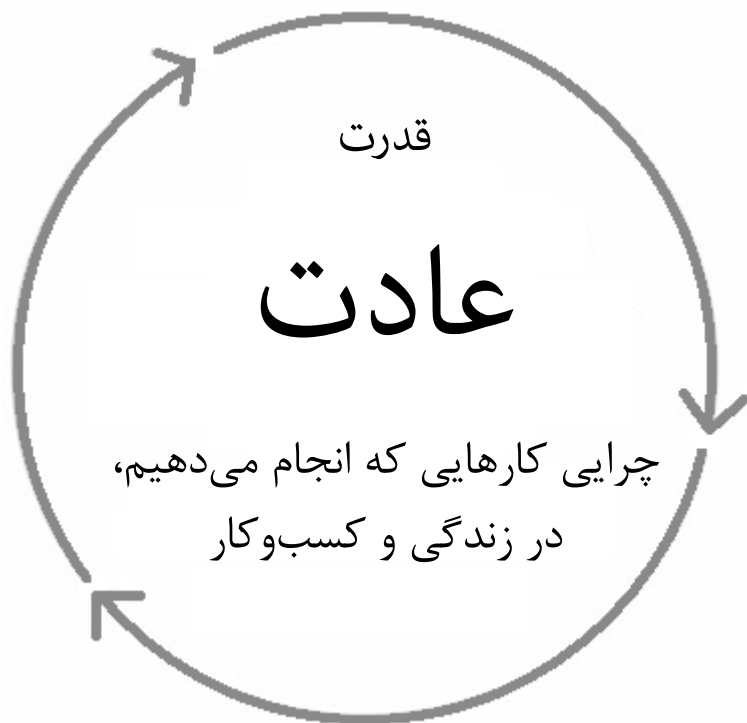 قدرت
عادت
چرایی کارهایی که انجام می‌دهیم،
در زندگی و کسب‌وکار